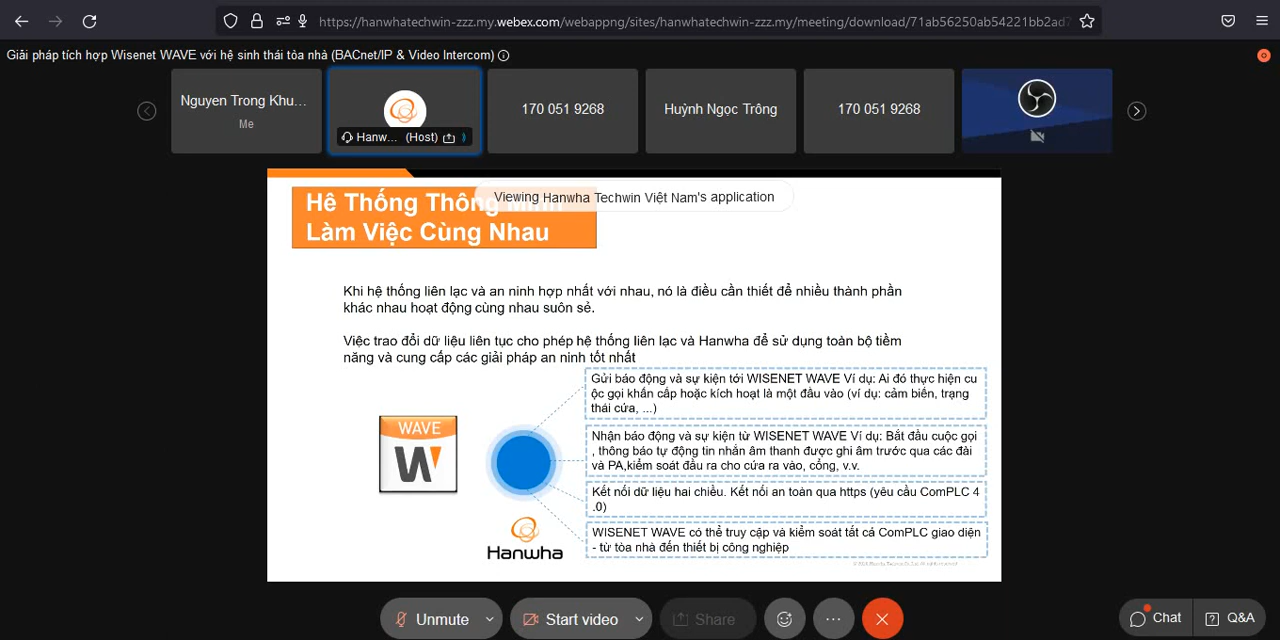 https://hanwhatechwin-zzz.my.webex.com/webappng/sites/hanwhatechwin-zzz.my/meeting/download/71ab56250ab54221bb2ad7
Giải pháp tích hợp Wisenet WAVE với hệ sinh thái tòa nhà (BACnet/IP & Video Intercom)
Nguyen Trong Khu...
Me
Hanw... (Host)
170 051 9268
Huỳnh Ngọc Trông
170 051 9268
Viewing Hanwha Techwin Việt Nam's application
Hê Thống Thông
Làm Việc Cùng Nhau
Khi hệ thống liên lạc và an ninh hợp nhất với nhau, nó là điều cần thiết để nhiều thành phần
khác nhau hoạt động cùng nhau suôn sẻ.
Việc trao đổi dữ liệu liên tục cho phép hệ thống liên lạc và Hanwha để sử dụng toàn bộ tiềm
năng và cung cấp các giải pháp an ninh tốt nhất
Gửi báo động và sự kiện tới WISENET WAVE Ví dụ: Ai đó thực hiện cu
ộc gọi khẩn cấp hoặc kích hoạt là một đầu vào (ví dụ: cảm biến, trạng
thái cửa, ...)
Nhận báo động và sự kiện từ WISENET WAVE Ví dụ: Bắt đầu cuộc gọi
, thông báo tự động tin nhắn âm thanh được ghi âm trước qua các đài
và PA,kiểm soát đầu ra cho cửa ra vào, cổng, v.v.
Kết nối dữ liệu hai chiều. Kết nối an toàn qua https (yêu cầu ComPLC 4
.0)
WISENET WAVE có thể truy cập và kiểm soát tất cả ComPLC giao diện
- từ tòa nhà đến thiết bị công nghiệp
WAVE
W
Hanwha
Unmute
Start video
Share
Chat
Q&A